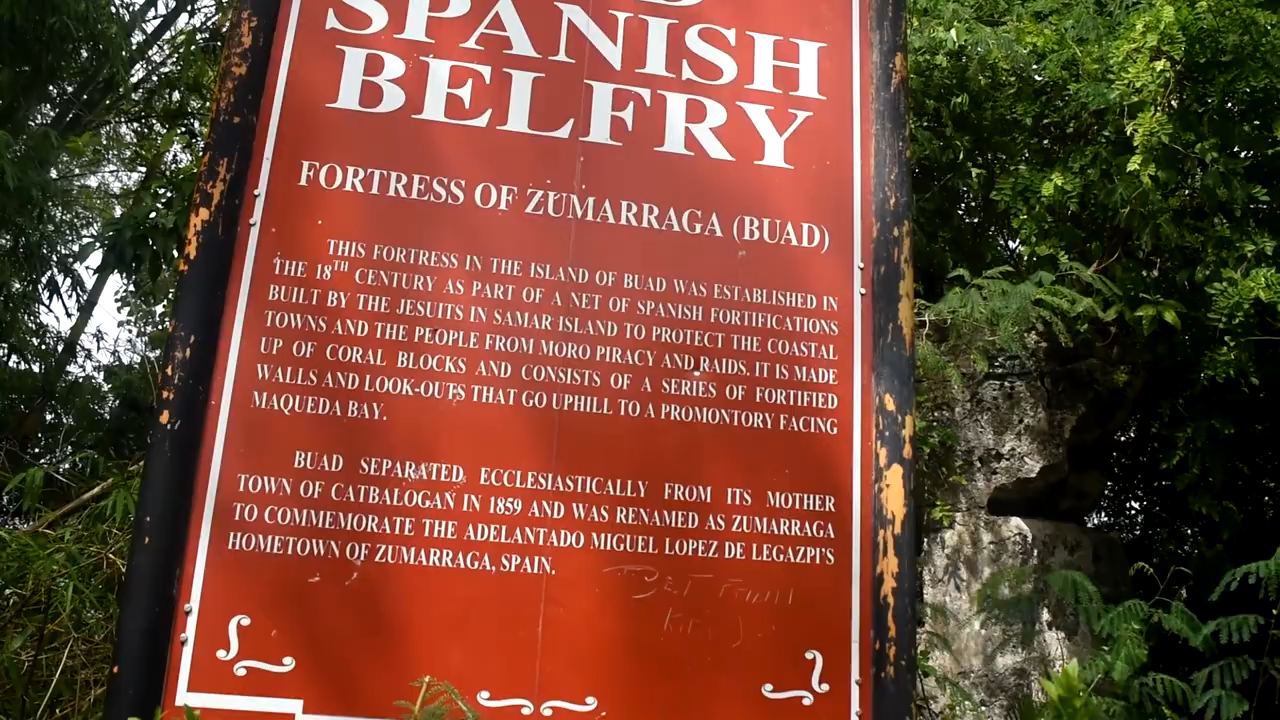 SPANISH
BELFRY
FORTRESS OF ZUMARRAGA (BUAD)
THIS FORTRESS IN THE ISLAND OF BUAD WAS ESTABLISHED IN
THE 18TH CENTURY AS PART OF A NET OF SPANISH FORTIFICATIONS
BUILT BY THE JESUITS IN SAMAR ISLAND TO PROTECT THE COASTAL
TOWNS AND THE PEOPLE FROM MORO PIRACY AND RAIDS. IT IS MADE
UP OF CORAL BLOCKS AND CONSISTS OF A SERIES OF FORTIFIED
WALLS AND LOOK-OUTS THAT GO UPHILL TO A PROMONTORY FACING
MAQUEDA BAY.
BUAD SEPARATED ECCLESIASTICALLY FROM ITS MOTHER
TOWN OF CATBALOGAN IN 1859 AND WAS RENAMED AS ZUMARRAGA
TO COMMEMORATE THE ADELANTADO MIGUEL LOPEZ DE LEGAZPI'S
HOMETOWN OF ZUMARRAGA, SPAIN.